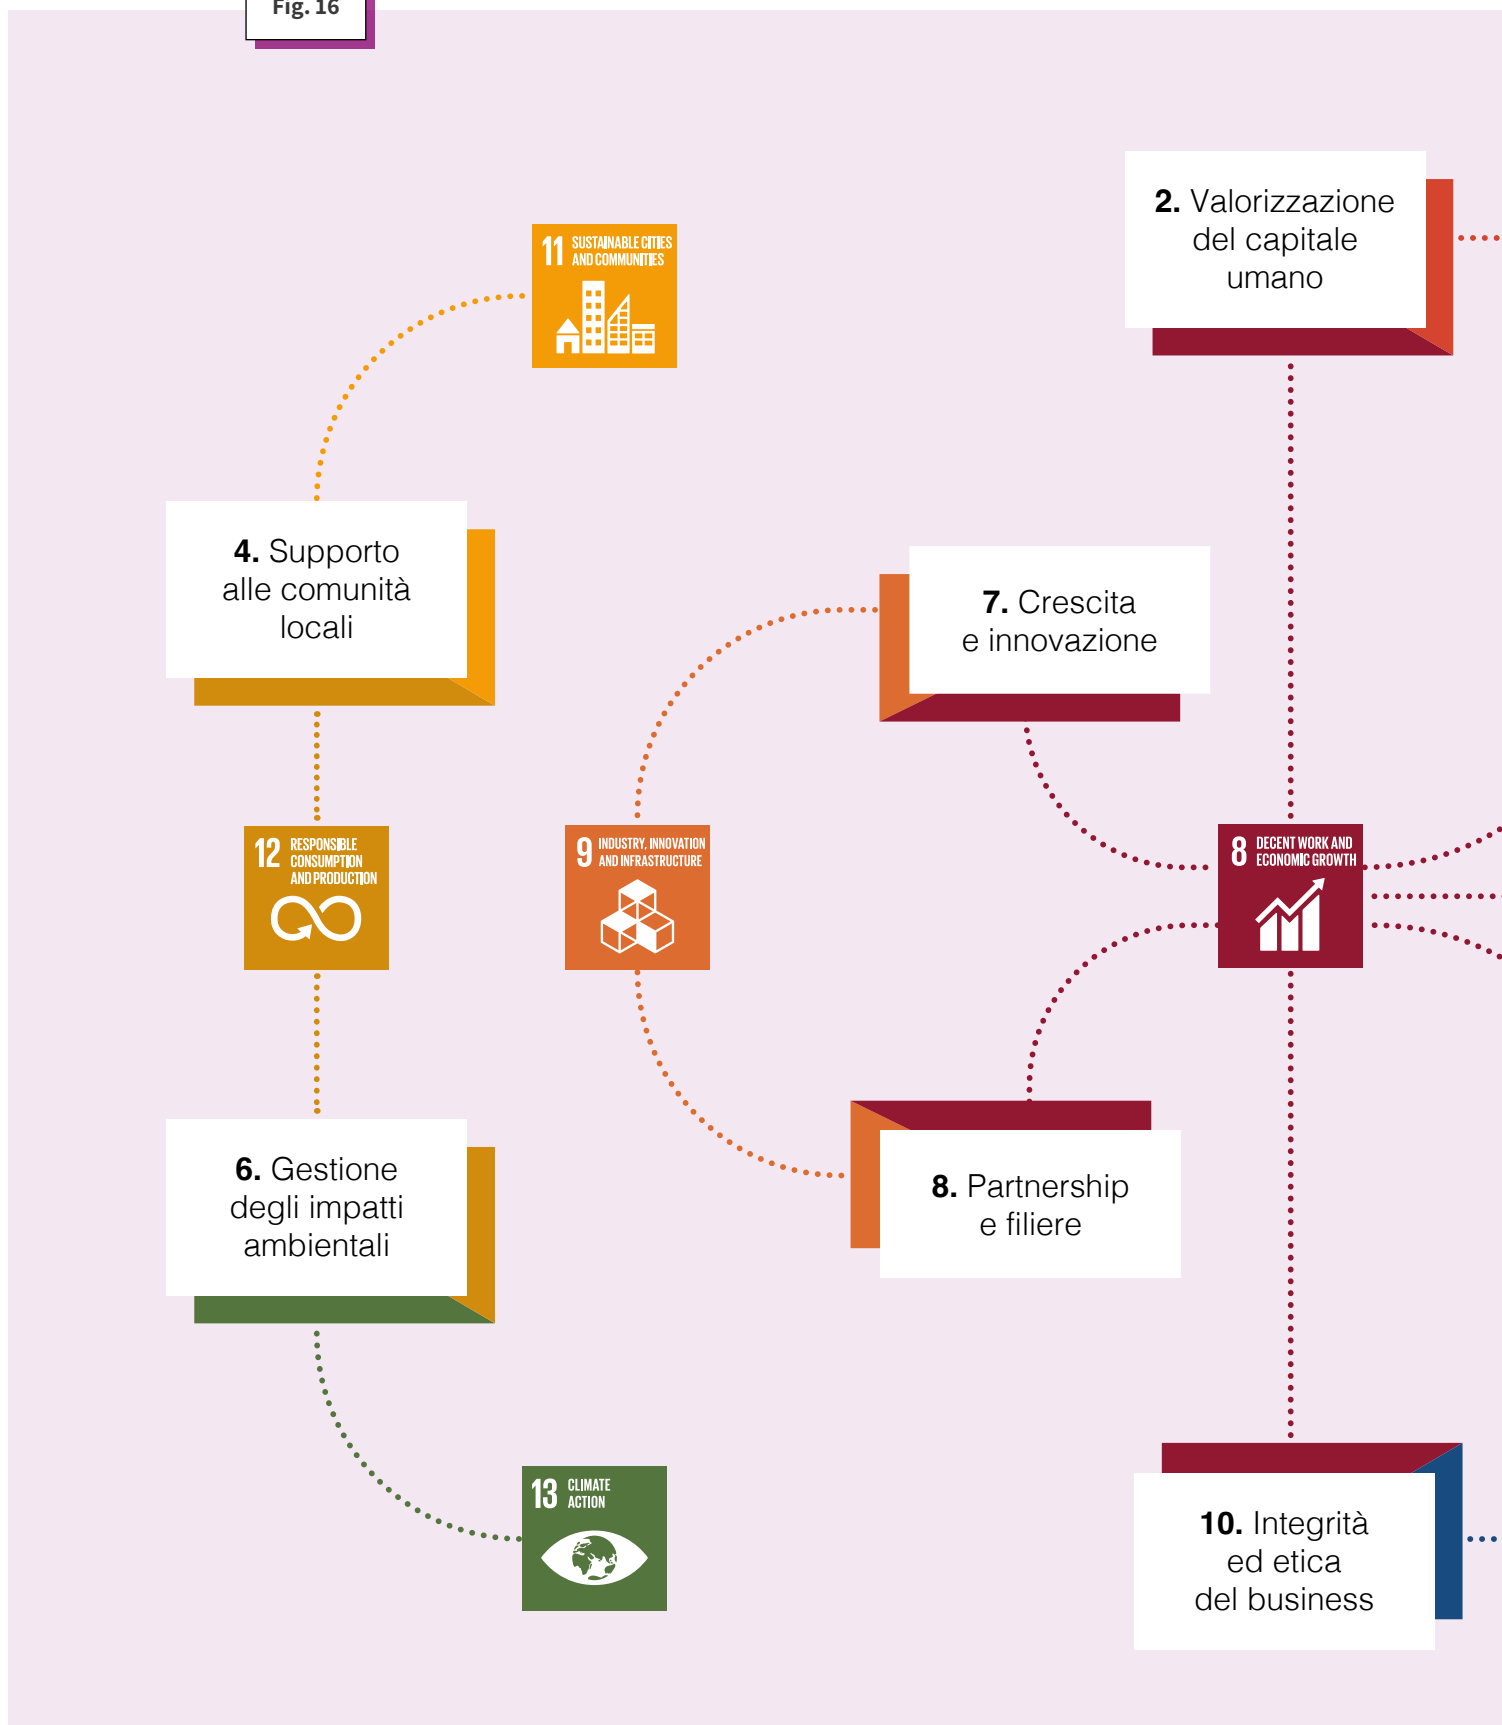 Fig. 16
2. Valorizzazione
del capitale
umano
11 SUSTAINABLE CITIES
AND COMMUNITIES
4. Supporto
alle comunità
locali
7. Crescita
e innovazione
12 RESPONSIBLE
CONSUMPTION
AND PRODUCTION
9 INDUSTRY, INNOVATION
AND INFRASTRUCTURE
8 DECENT WORK AND
ECONOMIC GROWTH
6. Gestione
degli impatti
ambientali
8. Partnership
e filiere
13 CLIMATE
ACTION
10. Integrità
ed etica
del business